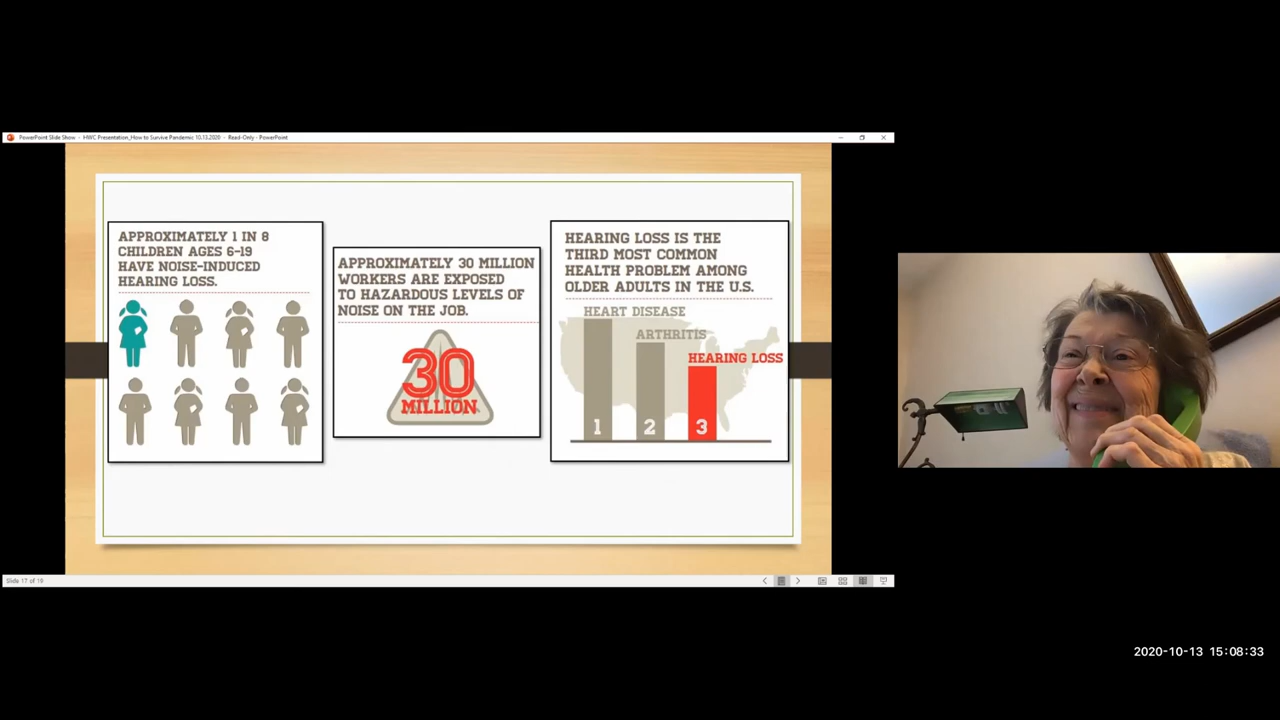 PowerPoint Slide Show - HWC Presentation_How to Survive Pandemic 10.13.2020 - Read-Only - PowerPoint
APPROXIMATELY 1 IN 8
CHILDREN AGES 6-19
HAVE NOISE-INDUCED
HEARING LOSS.
APPROXIMATELY 30 MILLION
WORKERS ARE EXPOSED
TO HAZARDOUS LEVELS OF
NOISE ON THE JOB.
30
MILLION
HEARING LOSS IS THE
THIRD MOST COMMON
HEALTH PROBLEM AMONG
OLDER ADULTS IN THE U.S.
HEART DISEASE
ARTHRITIS
HEARING LOSS
1 2 3
Slide 17 of 19
2020-10-13 15:08:33